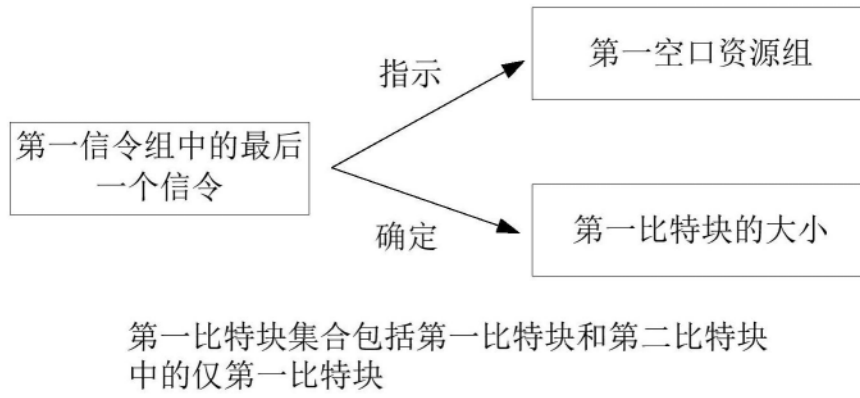 第一空口资源组
指示
第一信令组中的最后
一个信令
确定
第一比特块的大小
第一比特块集合包括第一比特块和第二比特块
中的仅第一比特块